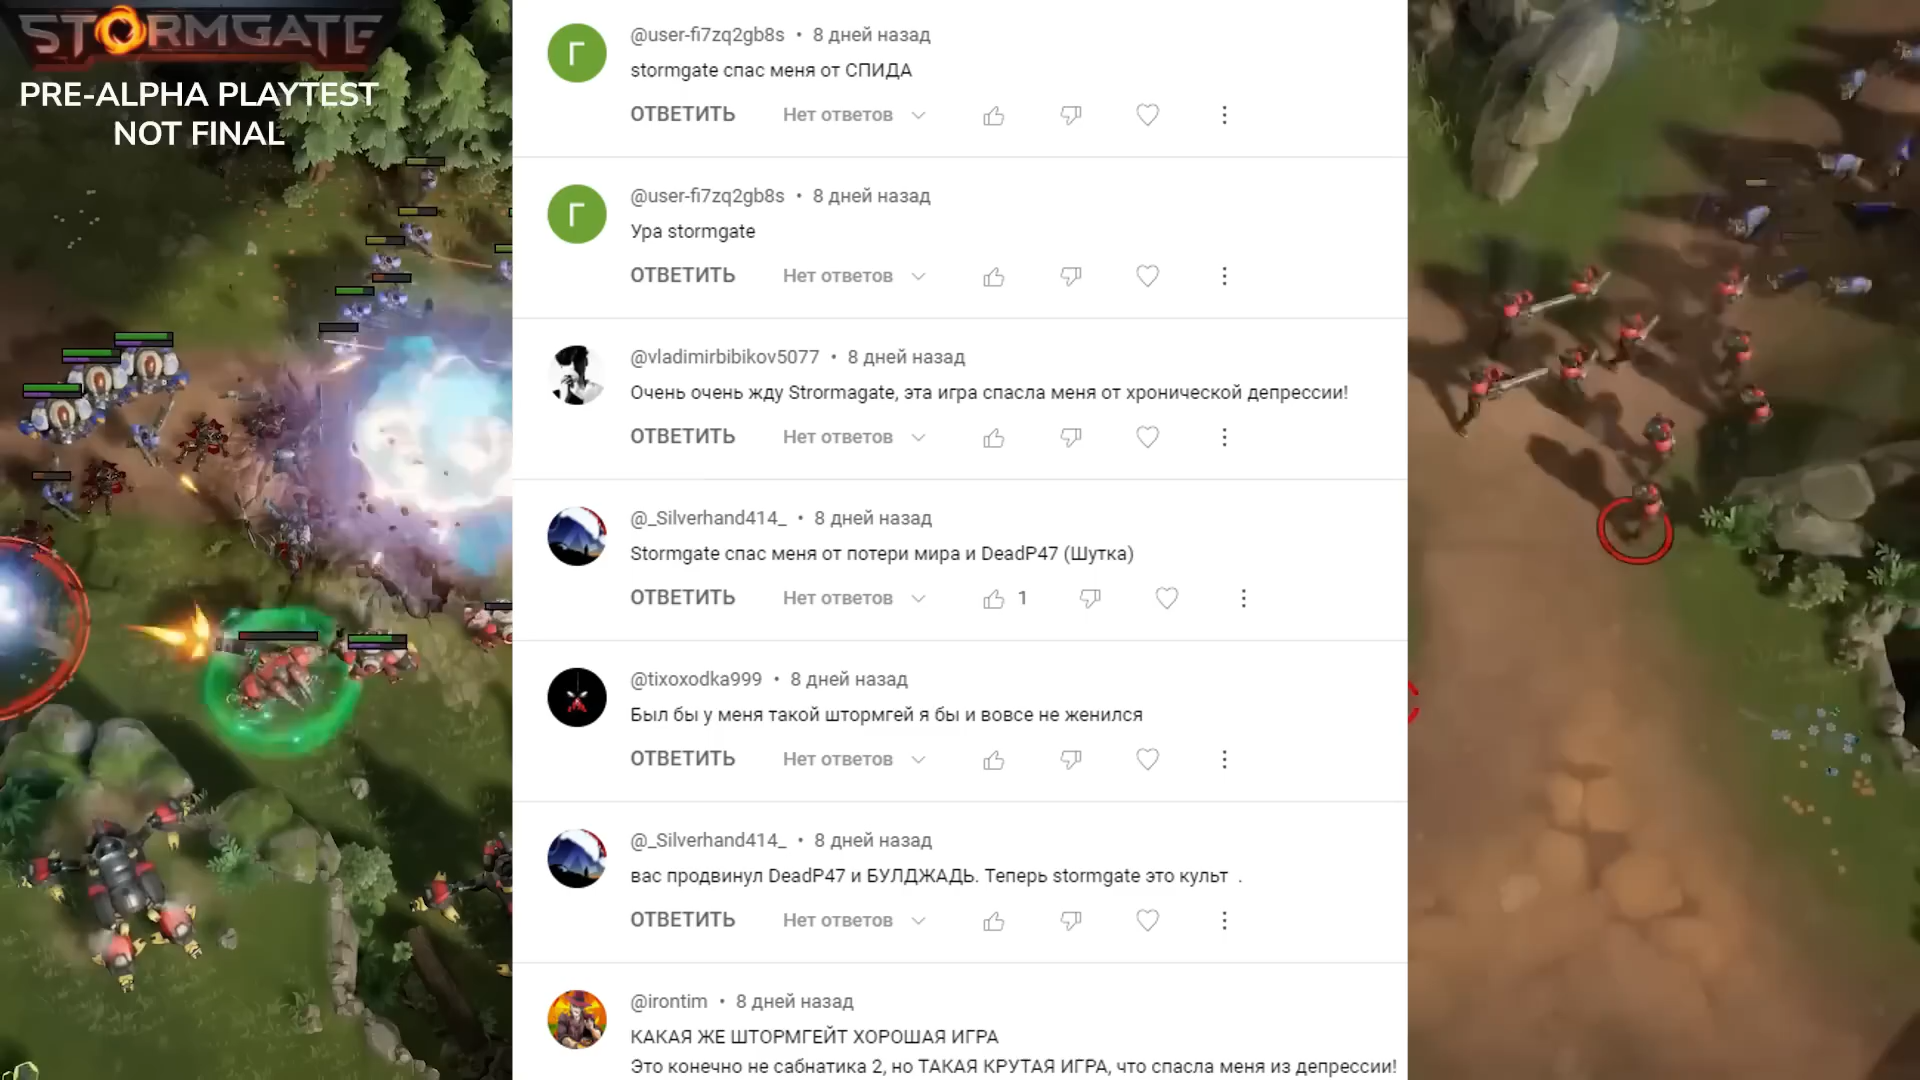 STORMGATE
PRE-ALPHA PLAYTEST
NOT FINAL
Г
@user-fi7zq2gb8s • 8 дней назад
stormgate спас меня от СПИДА
ОТВЕТИТЬ Нет ответов
Г
@user-fi7zq2gb8s • 8 дней назад
Ура stormgate
ОТВЕТИТЬ Нет ответов
@vladimirbibikov5077 • 8 дней назад
Очень очень жду Strormagate, эта игра спасла меня от хронической депрессии!
ОТВЕТИТЬ Нет ответов
@_Silverhand414_ • 8 дней назад
Stormgate спас меня от потери мира и DeadP47 (Шутка)
ОТВЕТИТЬ Нет ответов 1
@tixoxodka999 • 8 дней назад
Был бы у меня такой штормгей я бы и вовсе не женился
ОТВЕТИТЬ Нет ответов
@_Silverhand414_ • 8 дней назад
вас продвинул DeadP47 и БУЛДЖАДЬ. Теперь stormgate это культ .
ОТВЕТИТЬ Нет ответов
@irontim • 8 дней назад
КАКАЯ ЖЕ ШТОРМГЕЙТ ХОРОШАЯ ИГРА
Это конечно не сабнатика 2, но ТАКАЯ КРУТАЯ ИГРА, что спасла меня из депрессии!